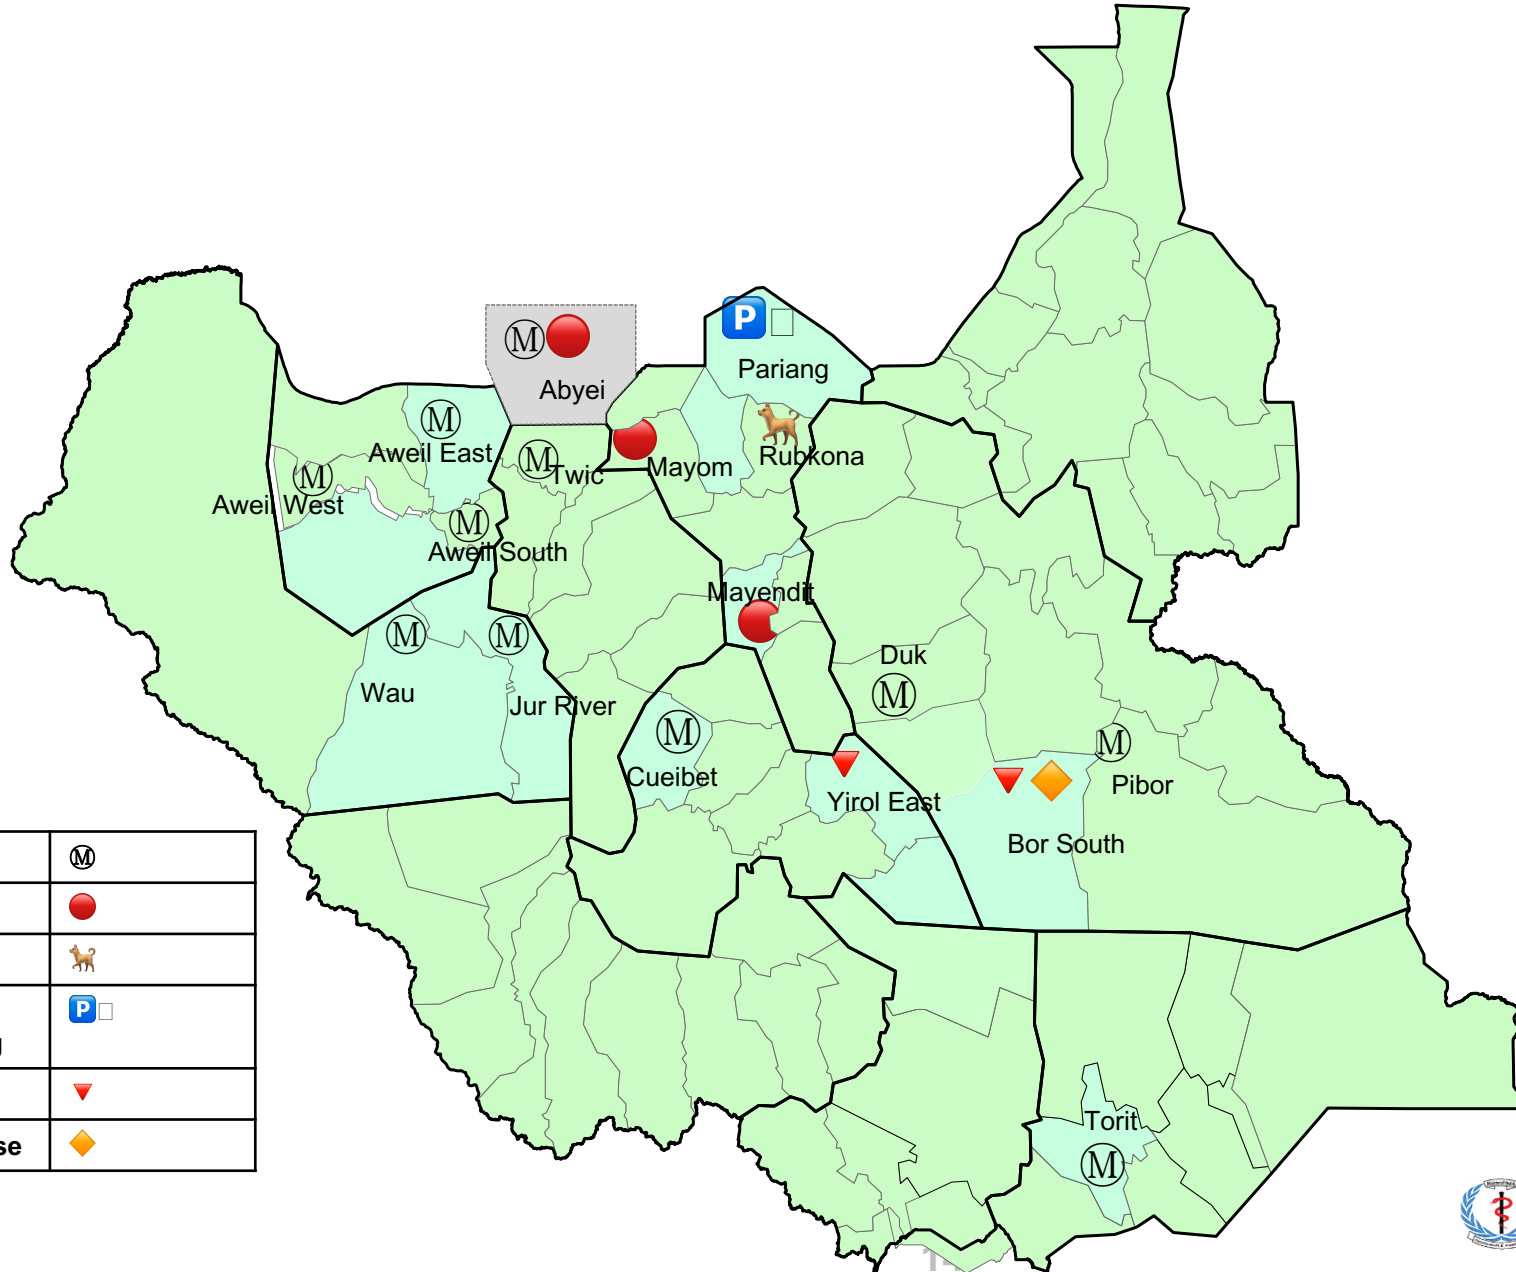 P
Pariang
Ⓜ
Abyei
Ⓜ
Aweil East
Rubkona
Ⓜ
Twic
Mayom
Ⓜ
Aweil West
Ⓜ
Aweil South
Mayendit
Ⓜ
Ⓜ
Duk
Ⓜ
Wau
Jur River
Ⓜ
Cueibet
Ⓜ
Pibor
Yirol East
Bor South
Ⓜ
P
se
Torit
Ⓜ